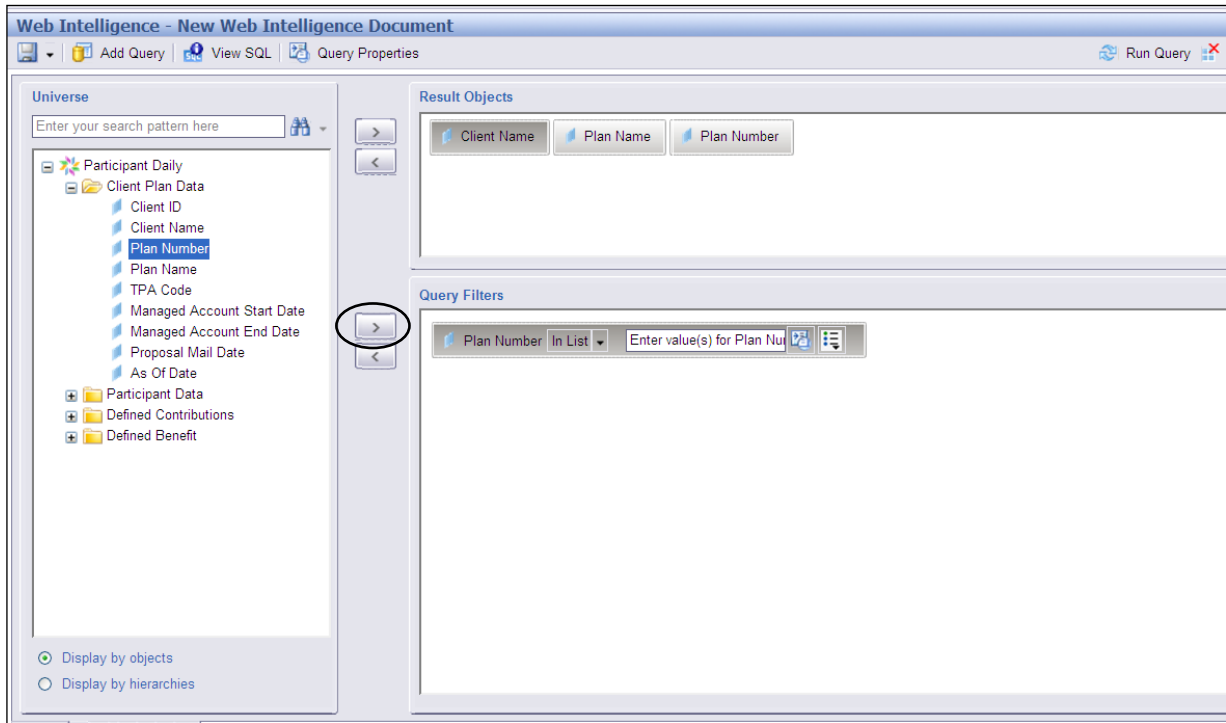 Web Intelligence - New Web Intelligence Document
Add Query View SQL Query Properties Run Query
Universe
Enter your search pattern here
Participant Daily
Client Plan Data
Client ID
Client Name
Plan Number
Plan Name
TPA Code
Managed Account Start Date
Managed Account End Date
Proposal Mail Date
As Of Date
Participant Data
Defined Contributions
Defined Benefit
Display by objects
Display by hierarchies
>
<
>
<
Result Objects
Client Name Plan Name Plan Number
Query Filters
Plan Number In List Enter value(s) for Plan Nu